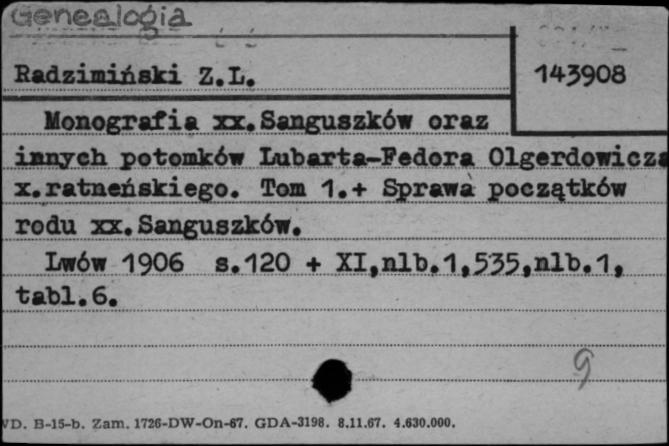 Genealogia
Radzimiński Z.L.
143908
Monografia xx.Sanguszków oraz
innych potomków Lubarta-Fedora Olgerdowicza
x.ratneńskiego. Tom 1.+ Sprawa początków
rodu xx.Sanguszków.
Lwów 1906 s.120 + XI,nlb.1,535,nlb.1,
tabl.6.
g
VD. B-15-b. Zam. 1726-DW-On-67. GDA-3198. 8.11.67. 4.630.000.